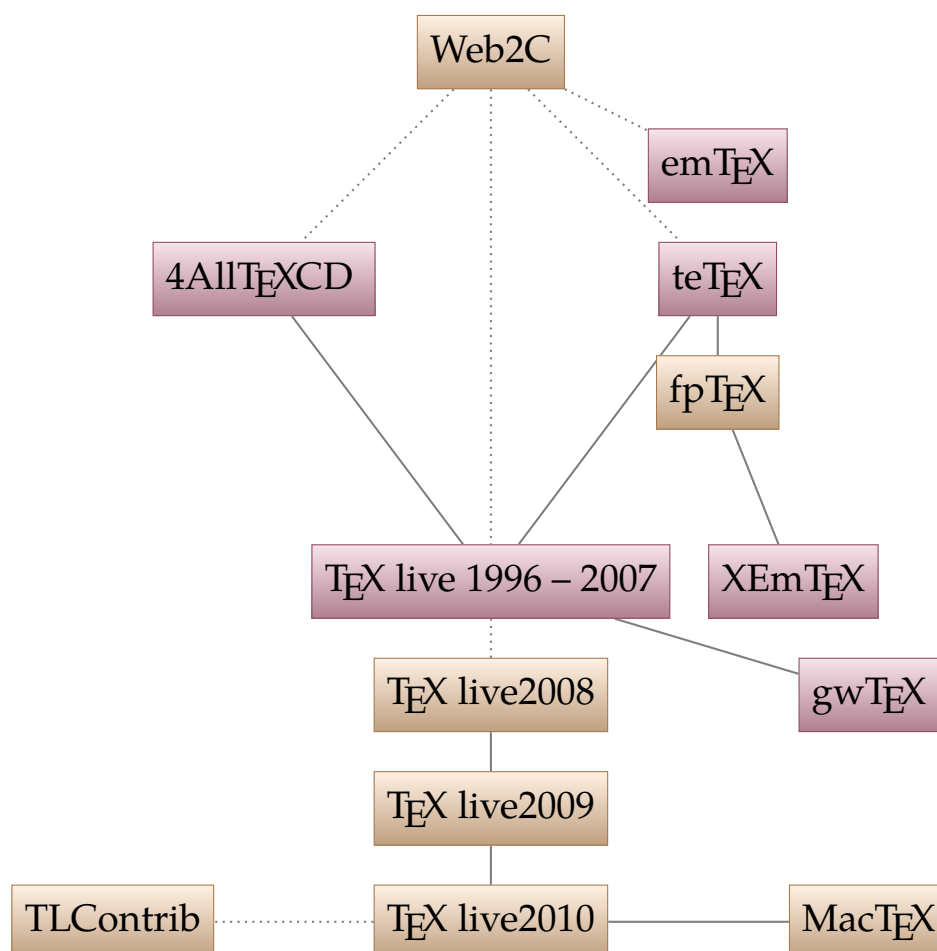 Web2C
emTEX
4AllTEXCD
teTEX
fpTEX
TEX live 1996 – 2007
XEmTEX
TEX live2008
gwTEX
TEX live2009
TLContrib
TEX live2010
MacTEX